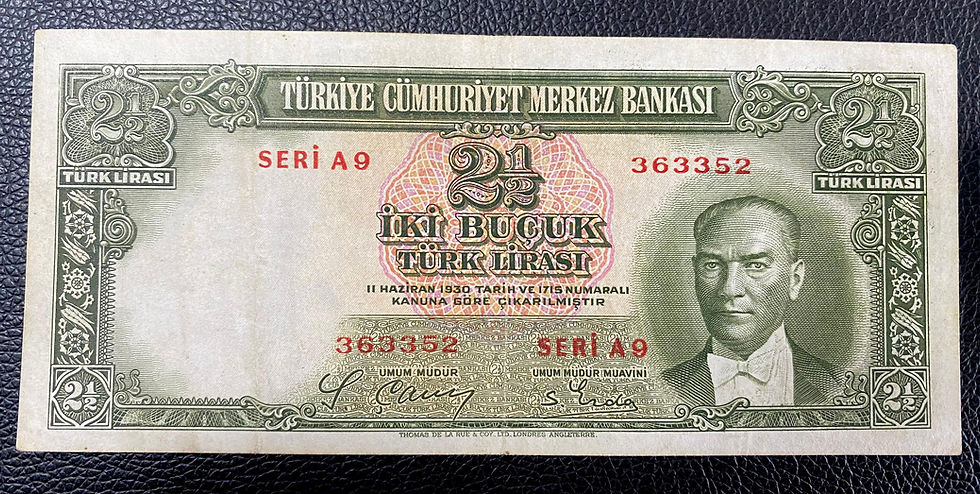 2½ TÜRKİYE CÜMHURİYET MERKEZ BANKASI 2½
TÜRK LİRASI TÜRK LİRASI
SERİ A9 2½ 363352
İKİ BUÇUK
TÜRK LİRASI
11 HAZİRAN 1930 TARİH VE 1715 NUMARALI
KANUNA GÖRE ÇIKARILMIŞTIR
363352 SERİ A9
UMUM MÜDÜR UMUM MÜDÜR MUAVİNİ
2½ 2½
THOMAS DE LA RUE & COY. LTD. LONDRES ANGLETERRE.